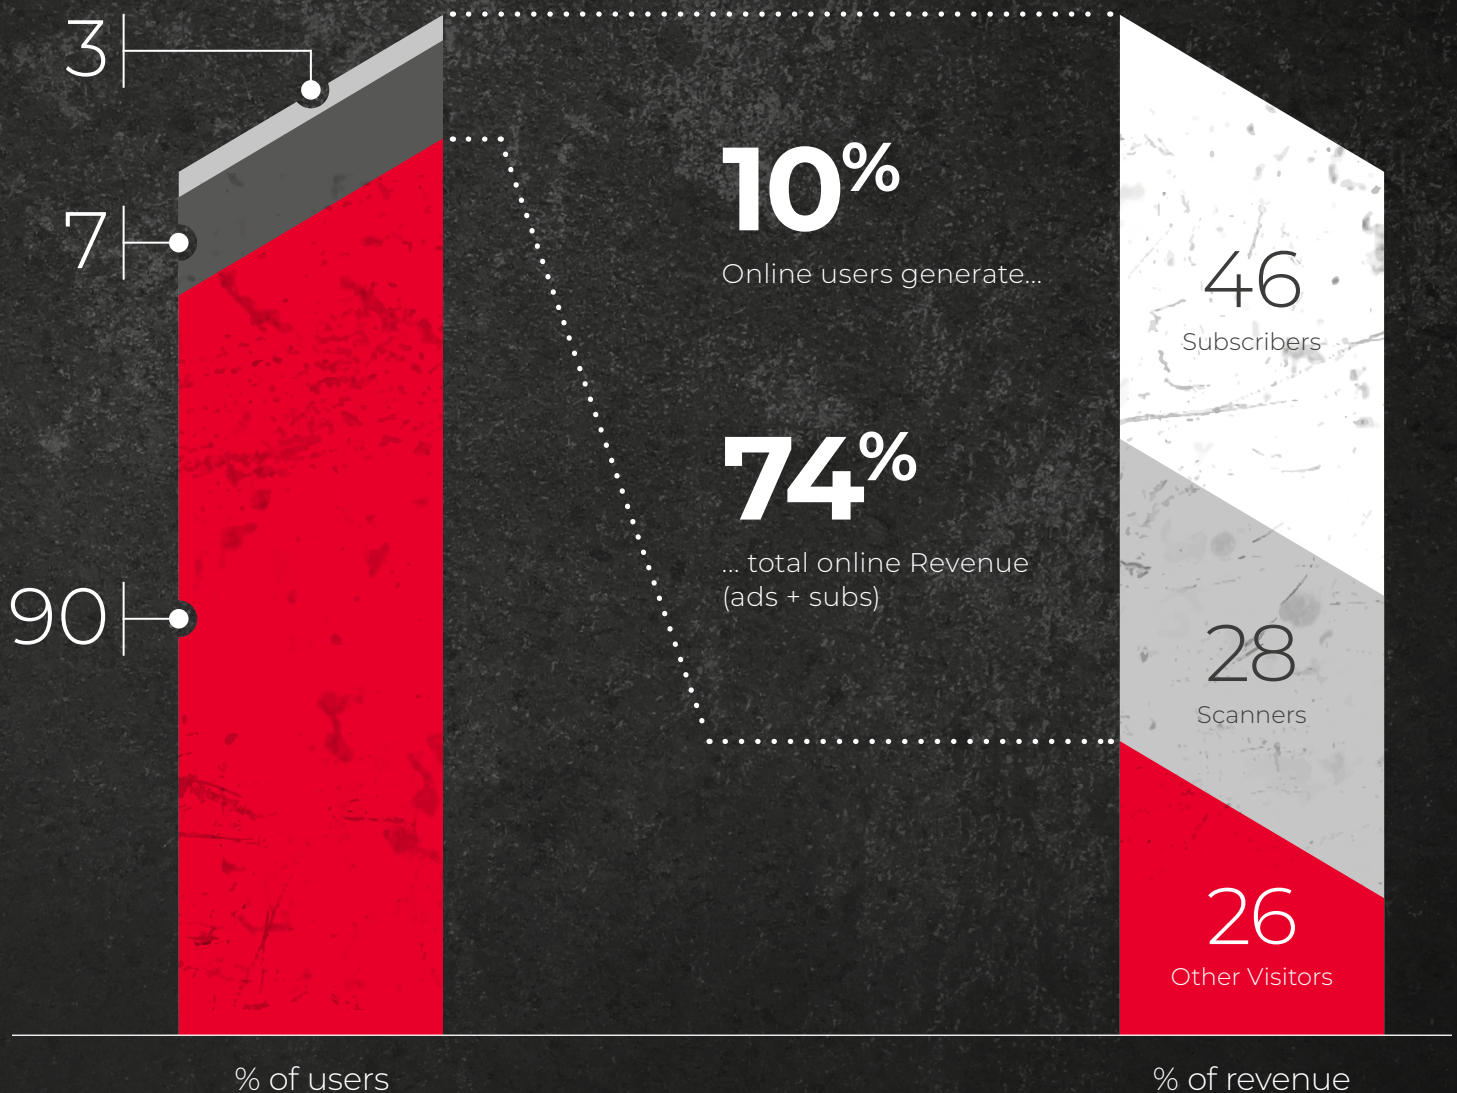 3
7
90
10%
Online users generate...
74%
... total online Revenue
(ads + subs)
46
Subscribers
28
Scanners
26
Other Visitors
% of users
% of revenue